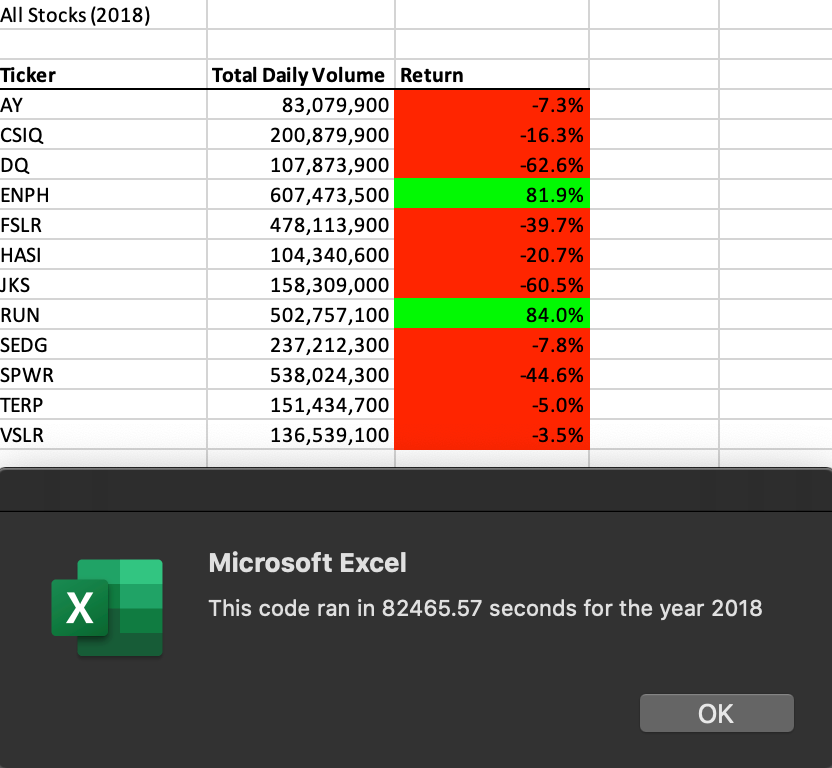 All Stocks (2018)
Ticker Total Daily Volume Return
AY 83,079,900 -7.3%
CSIQ 200,879,900 -16.3%
DQ 107,873,900 -62.6%
ENPH 607,473,500 81.9%
FSLR 478,113,900 -39.7%
HASI 104,340,600 -20.7%
JKS 158,309,000 -60.5%
RUN 502,757,100 84.0%
SEDG 237,212,300 -7.8%
SPWR 538,024,300 -44.6%
TERP 151,434,700 -5.0%
VSLR 136,539,100 -3.5%
Microsoft Excel
X
This code ran in 82465.57 seconds for the year 2018
OK